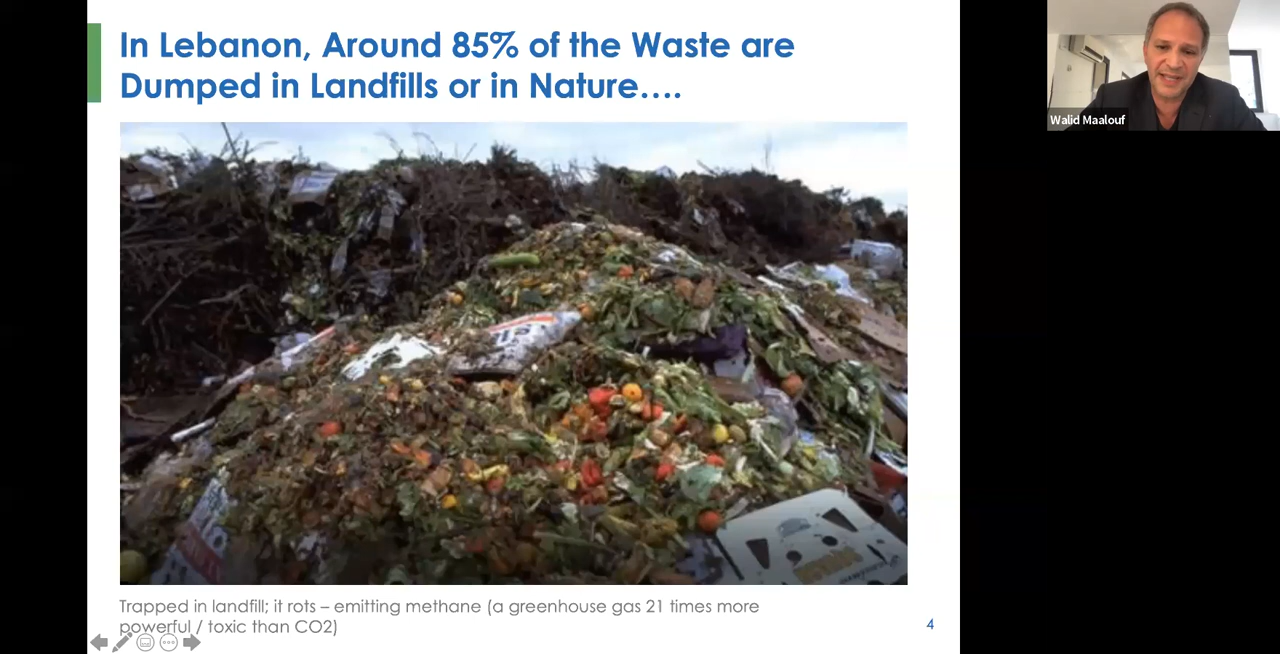 In Lebanon, Around 85% of the Waste are
Dumped in Landfills or in Nature....
Walid Maalouf
Trapped in landfill; it rots – emitting methane (a greenhouse gas 21 times more
powerful / toxic than CO2)
4